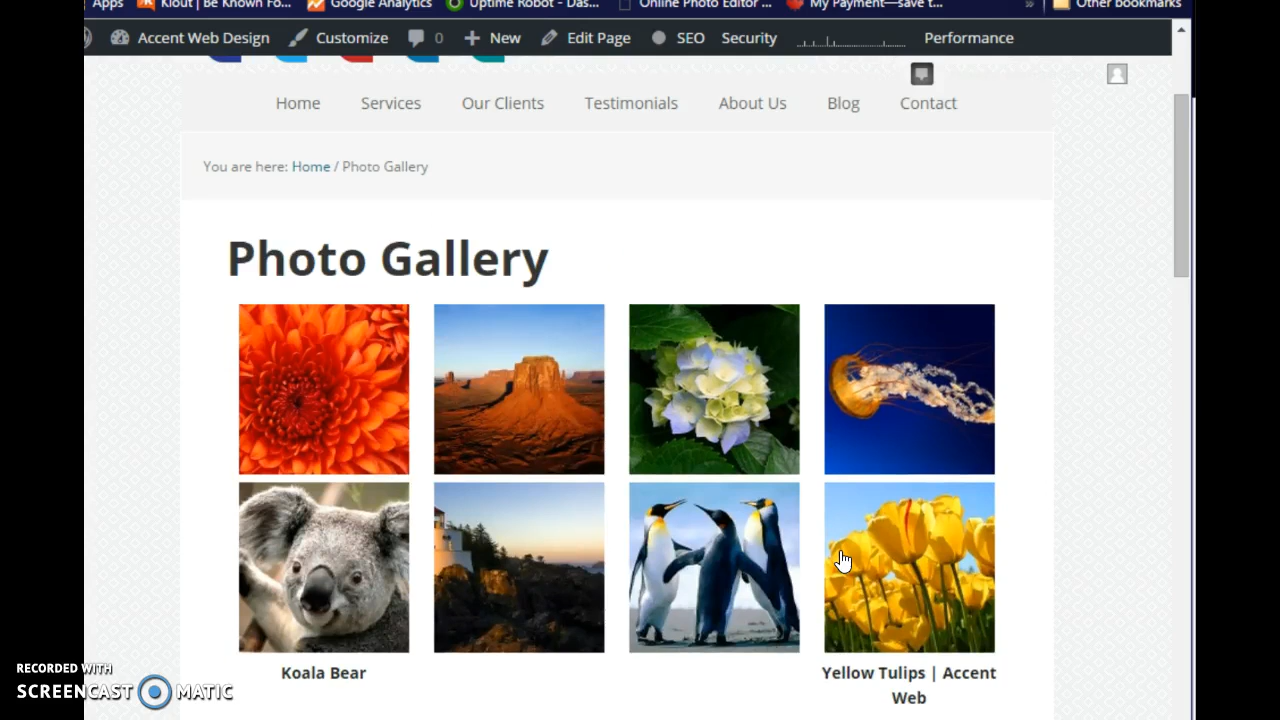 Apps Klout | Be Known Fo... Google Analytics Uptime Robot - Das... Online Photo Editor ... My Payment—save t... » Other bookmarks
Accent Web Design Customize 0 New Edit Page SEO Security Performance
Home Services Our Clients Testimonials About Us Blog Contact
You are here: Home / Photo Gallery
Photo Gallery
Koala Bear
Yellow Tulips | Accent
Web
RECORDED WITH
SCREENCAST MATIC